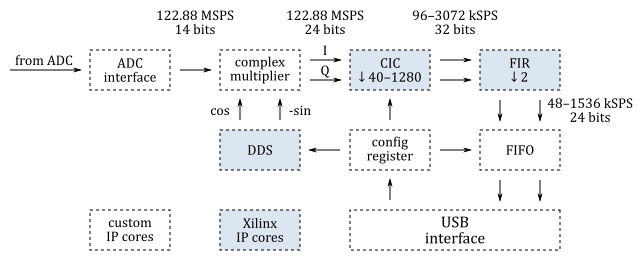 122.88 MSPS
14 bits
122.88 MSPS
24 bits
96–3072 kSPS
32 bits
from ADC
ADC
interface
complex
multiplier
I
Q
CIC
↓40–1280
FIR
↓2
cos
-sin
48–1536 kSPS
24 bits
DDS
config
register
FIFO
custom
IP cores
Xilinx
IP cores
USB
interface